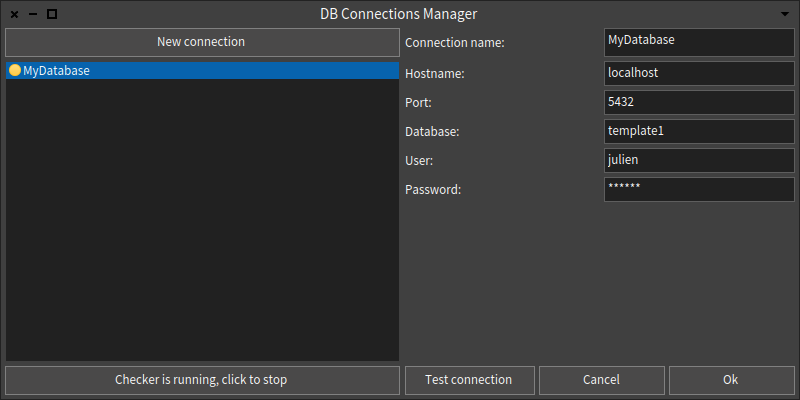 DB Connections Manager
New connection
MyDatabase
Connection name: MyDatabase
Hostname: localhost
Port: 5432
Database: template1
User: julien
Password: ******
Checker is running, click to stop
Test connection
Cancel
Ok